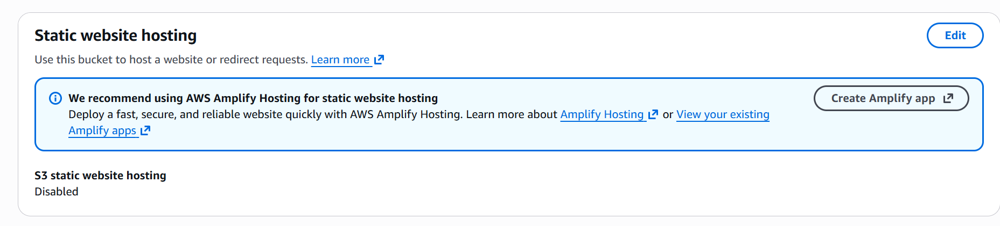 Static website hosting
Edit
Use this bucket to host a website or redirect requests. Learn more
We recommend using AWS Amplify Hosting for static website hosting
Create Amplify app
Deploy a fast, secure, and reliable website quickly with AWS Amplify Hosting. Learn more about Amplify Hosting or View your existing
Amplify apps
S3 static website hosting
Disabled